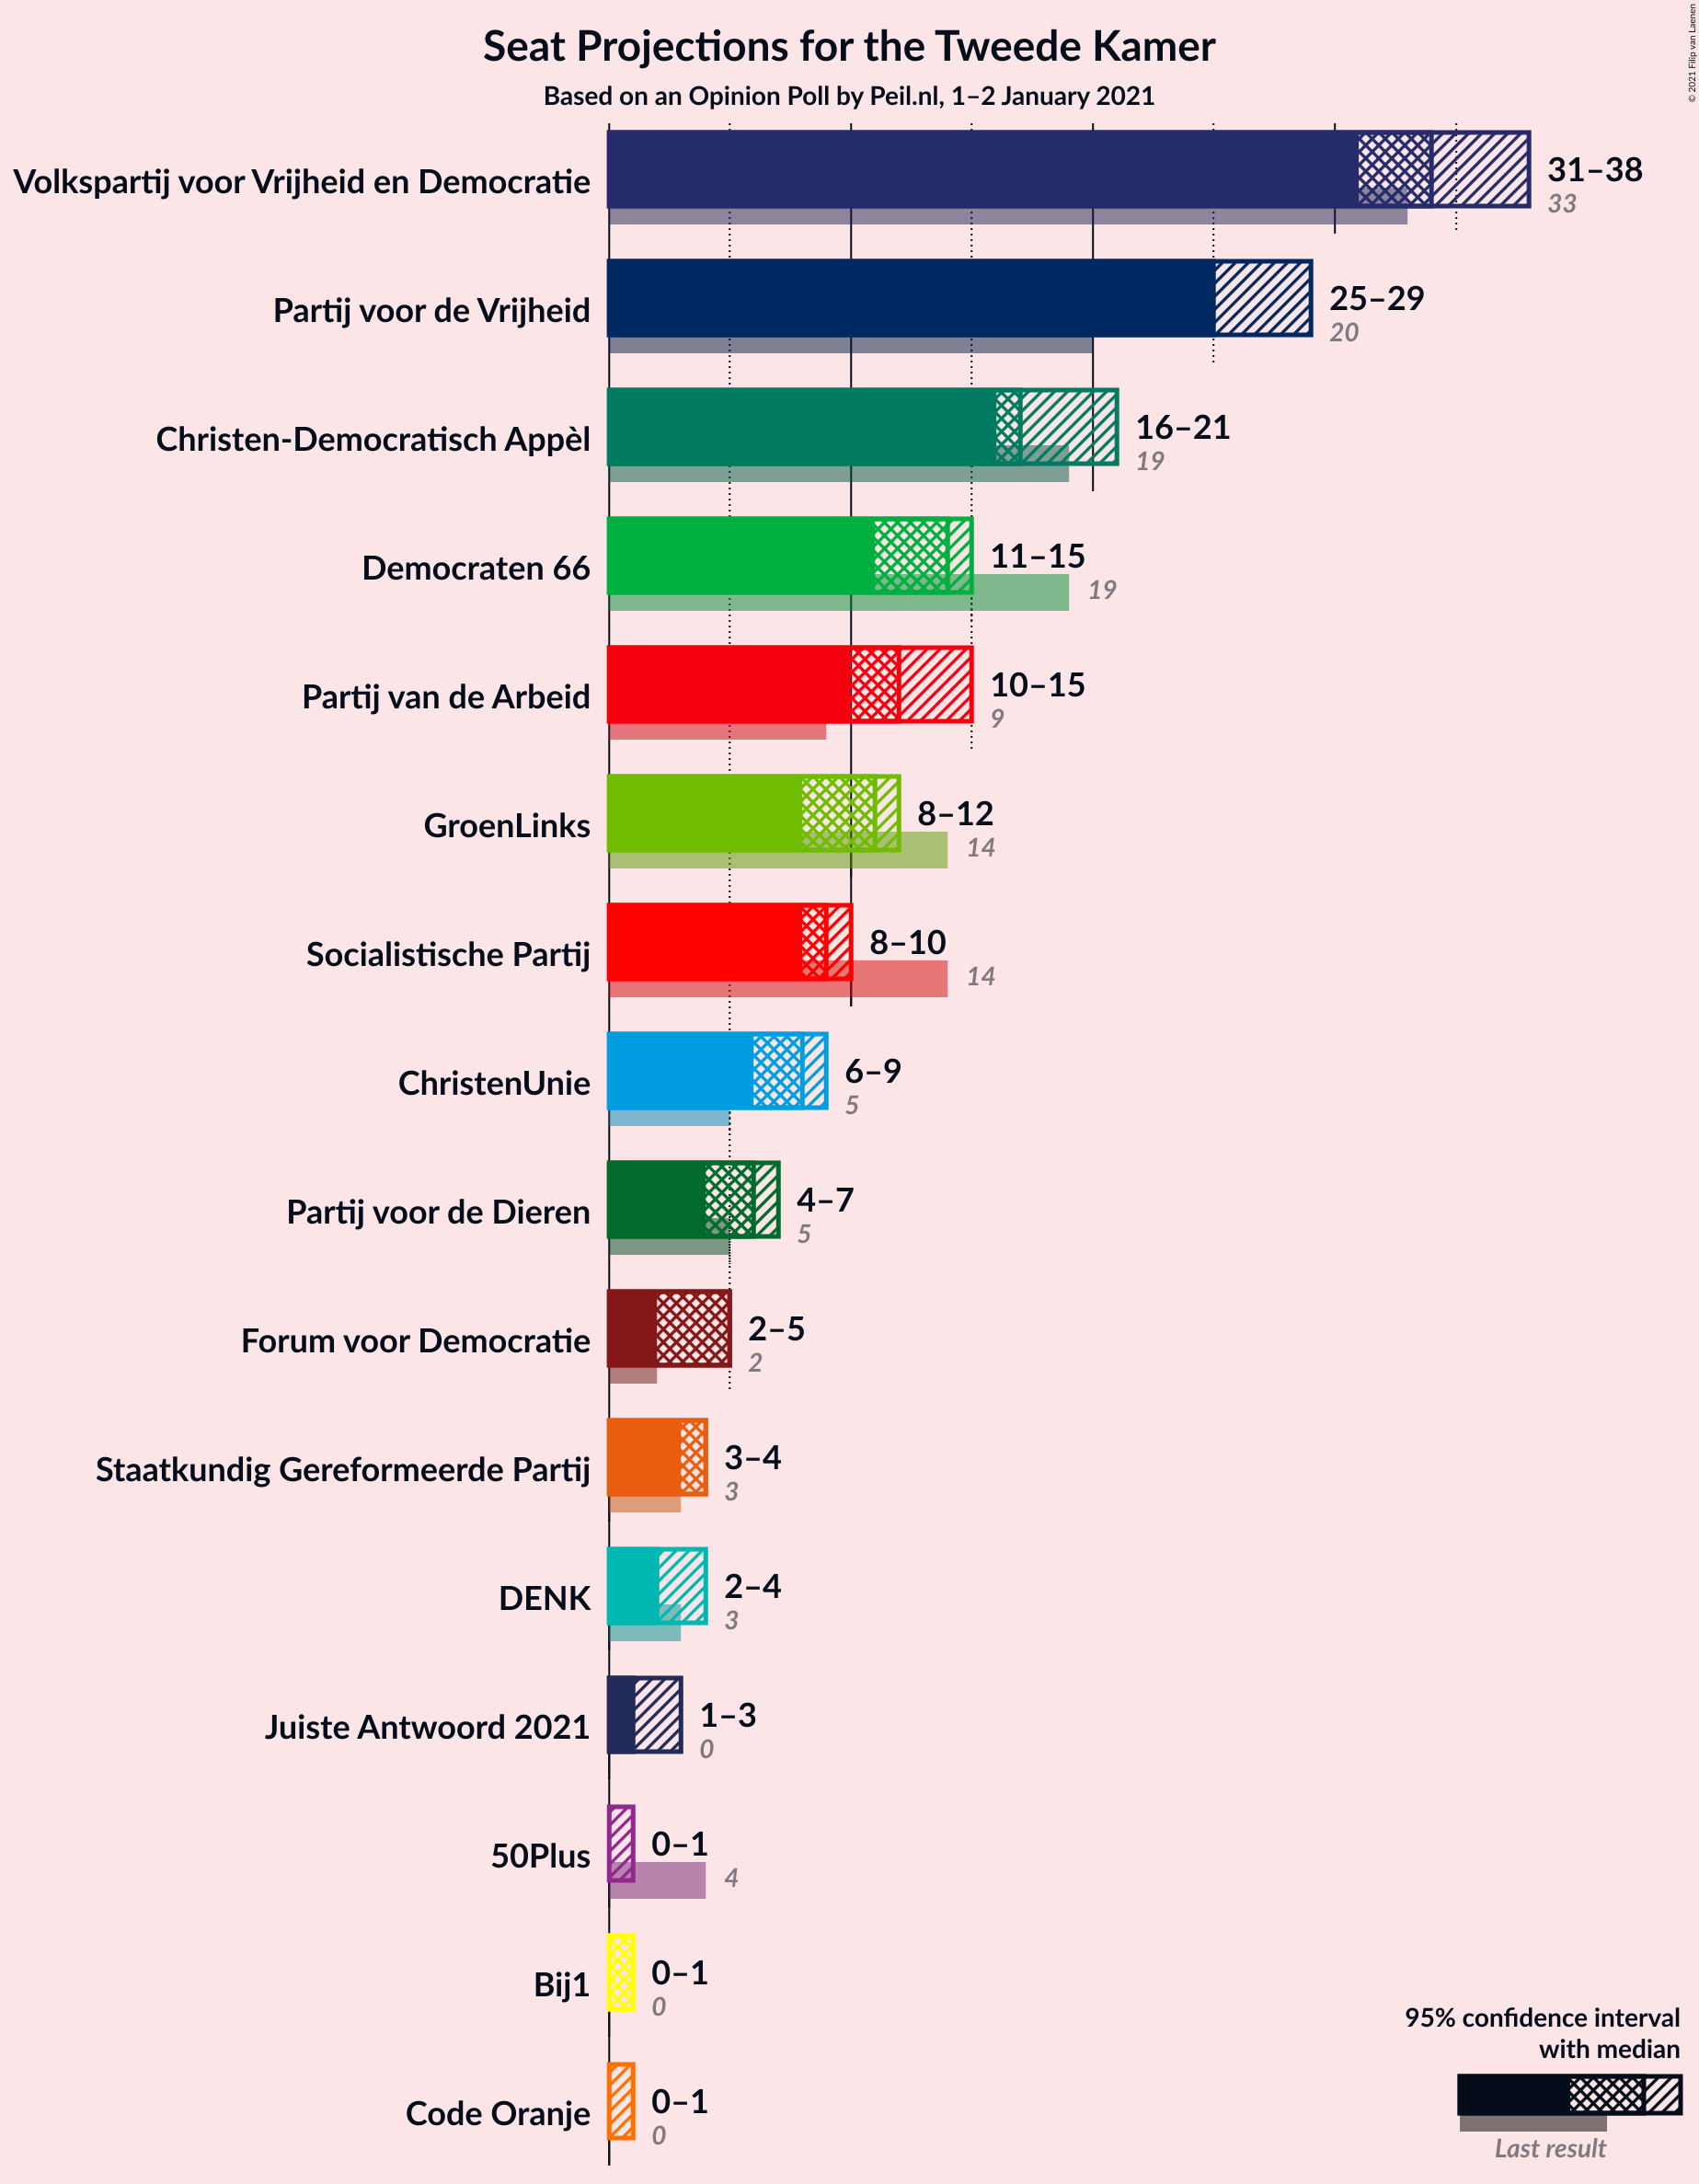 Seat Projections for the Tweede Kamer
Based on an Opinion Poll by Peil.nl, 1–2 January 2021
© 2021 Filip van Laenen
Volkspartij voor Vrijheid en Democratie
31–38
33
Partij voor de Vrijheid
25–29
20
Christen-Democratisch Appèl
16–21
19
Democraten 66
11–15
19
Partij van de Arbeid
10–15
9
GroenLinks
8–12
14
Socialistische Partij
8–10
14
ChristenUnie
6–9
5
Partij voor de Dieren
4–7
5
Forum voor Democratie
2–5
2
Staatkundig Gereformeerde Partij
3–4
3
DENK
2–4
3
Juiste Antwoord 2021
1–3
0
50Plus
0–1
4
Bij1
0–1
0
Code Oranje
0–1
0
95% confidence interval
with median
Last result